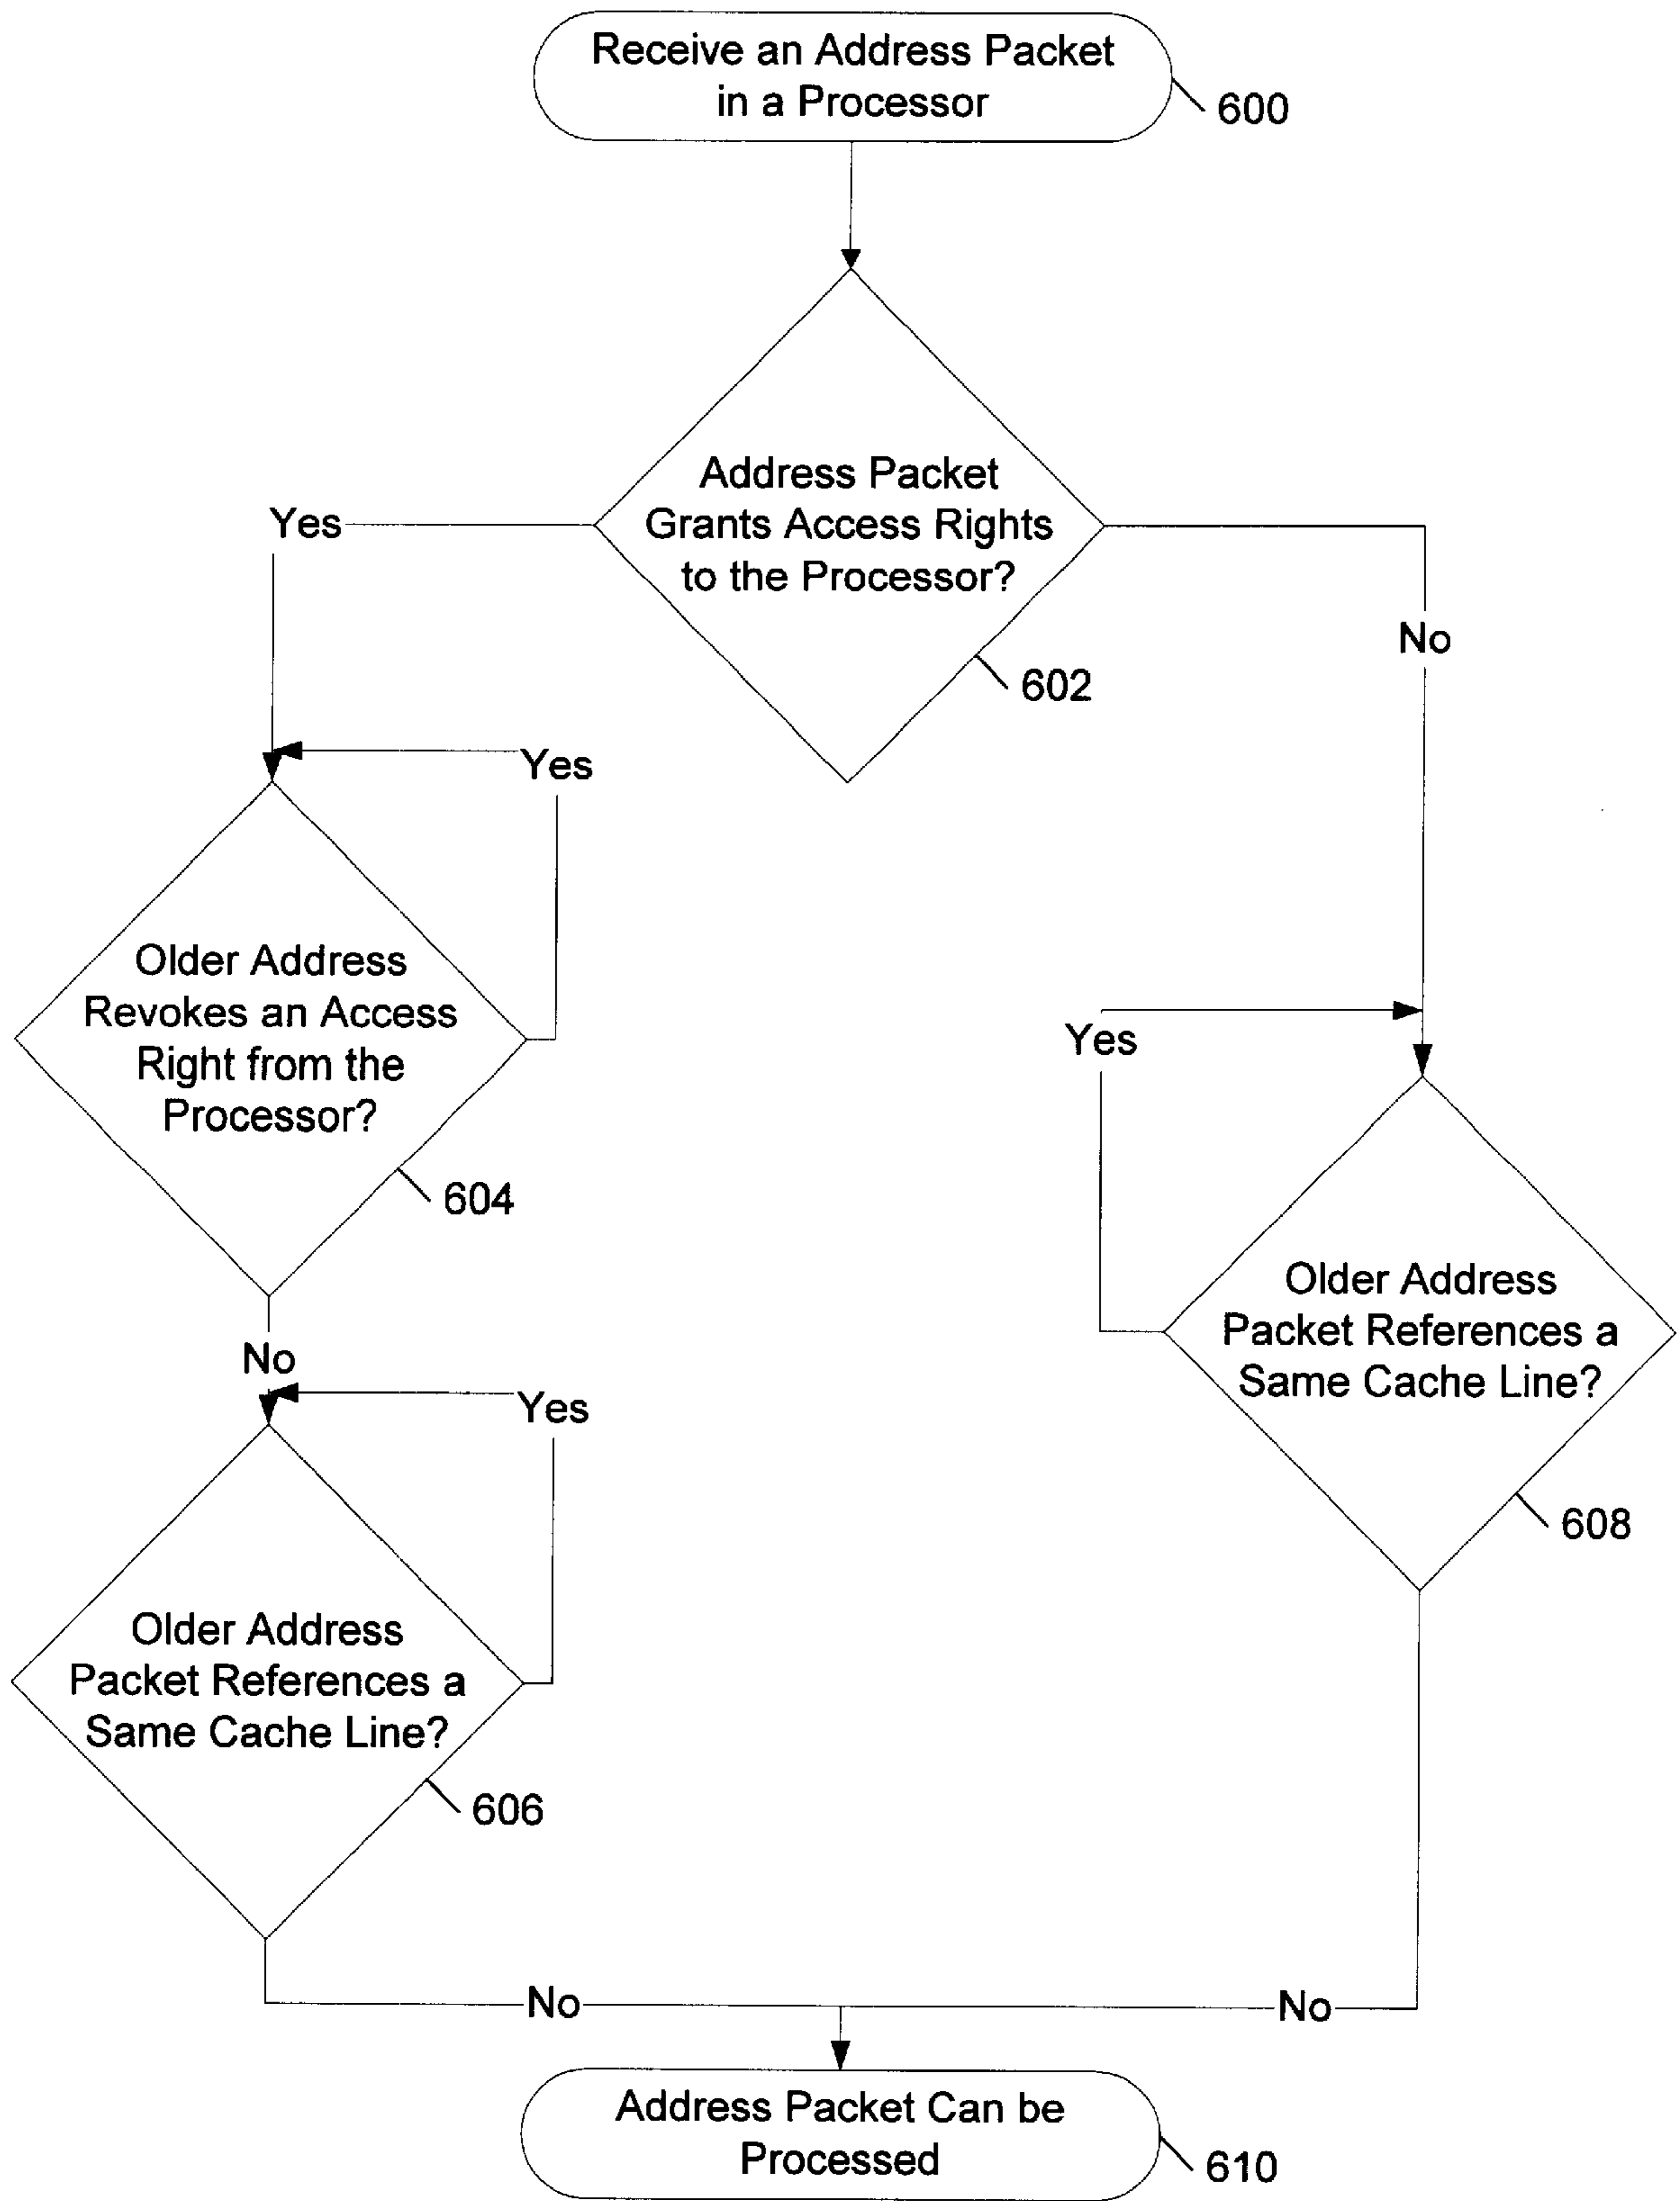 Receive an Address Packet
in a Processor
600
Address Packet
Grants Access Rights
to the Processor?
602
Yes
No
Yes
Older Address
Revokes an Access
Right from the
Processor?
604
Yes
Older Address
Packet References a
Same Cache Line?
608
No
Yes
Older Address
Packet References a
Same Cache Line?
606
No
No
Address Packet Can be
Processed
610